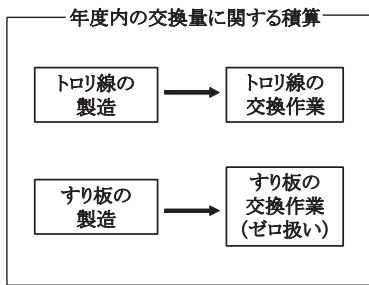 年度内の交換量に関する積算
トロリ線の
製造
トロリ線の
交換作業
すり板の
製造
すり板の
交換作業
(ゼロ扱い)